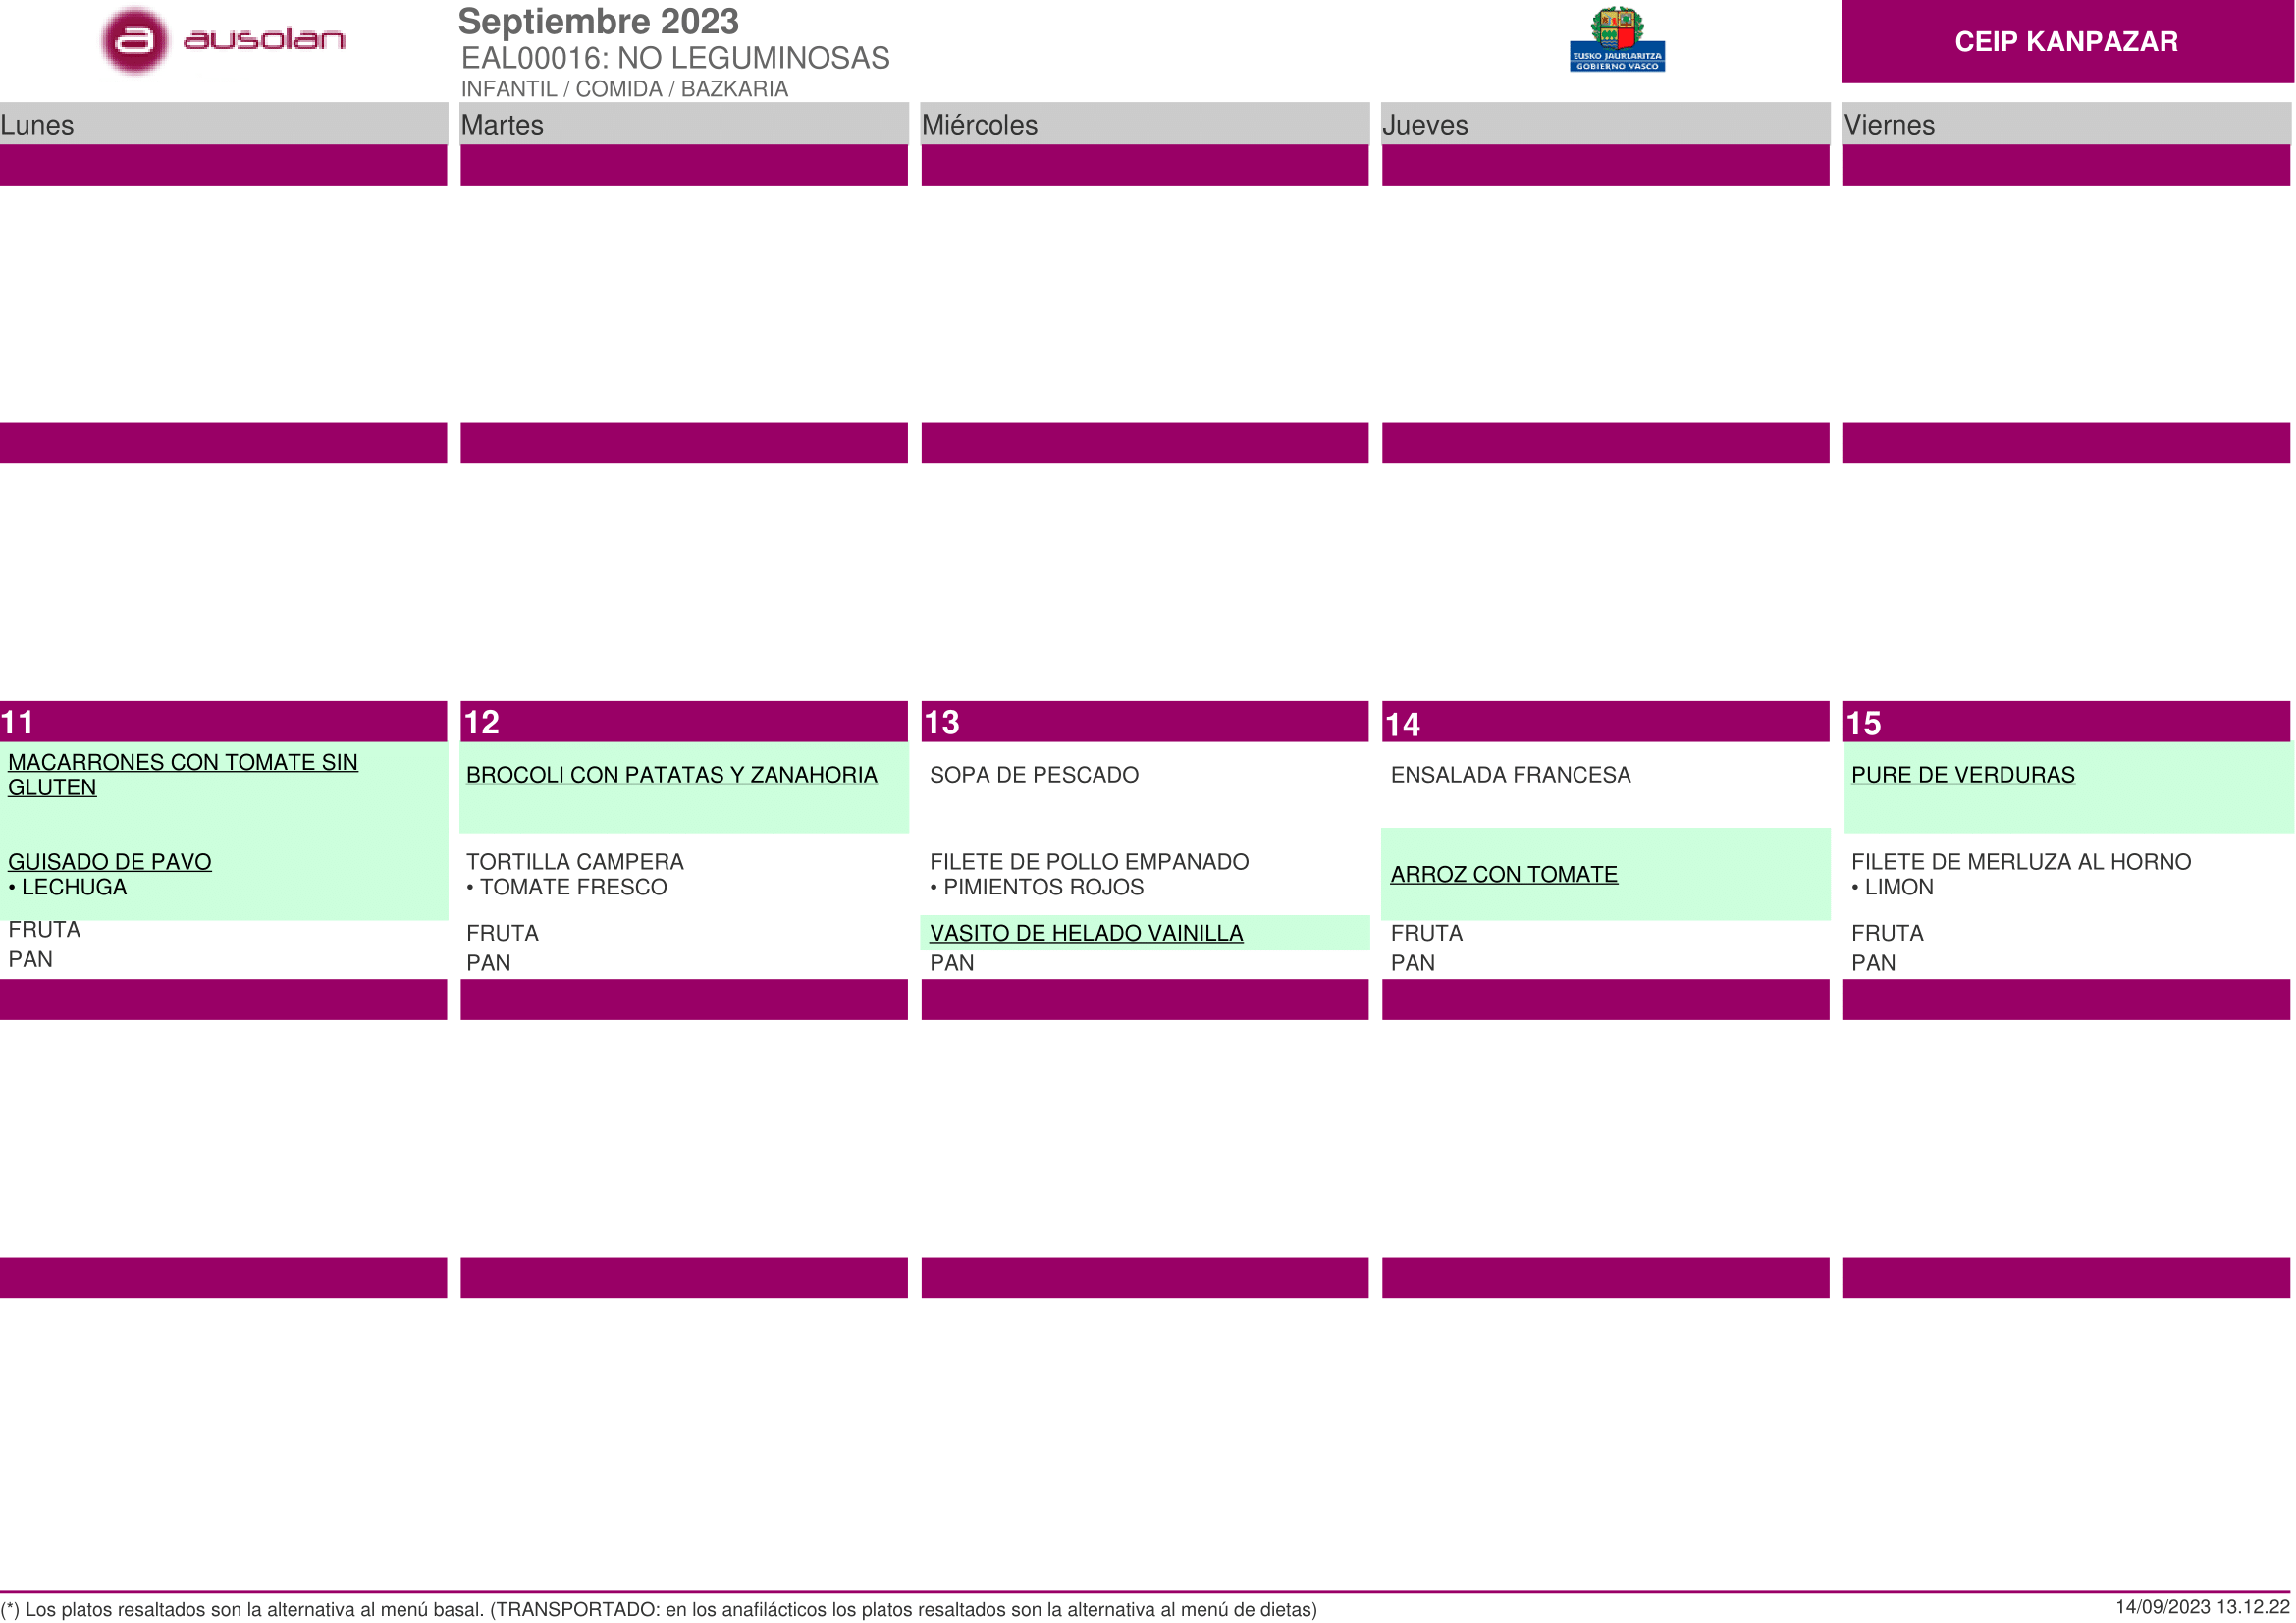 ausolan
Septiembre 2023
EAL00016: NO LEGUMINOSAS
INFANTIL / COMIDA / BAZKARIA
EUSKO JAURLARITZA
GOBIERNO VASCO
CEIP KANPAZAR
Lunes
Martes
Miércoles
Jueves
Viernes
11
MACARRONES CON TOMATE SIN
GLUTEN
GUISADO DE PAVO
• LECHUGA
FRUTA
PAN
12
BROCOLI CON PATATAS Y ZANAHORIA
TORTILLA CAMPERA
• TOMATE FRESCO
FRUTA
PAN
13
SOPA DE PESCADO
FILETE DE POLLO EMPANADO
• PIMIENTOS ROJOS
VASITO DE HELADO VAINILLA
PAN
14
ENSALADA FRANCESA
ARROZ CON TOMATE
FRUTA
PAN
15
PURE DE VERDURAS
FILETE DE MERLUZA AL HORNO
• LIMON
FRUTA
PAN
(*) Los platos resaltados son la alternativa al menú basal. (TRANSPORTADO: en los anafilácticos los platos resaltados son la alternativa al menú de dietas)
14/09/2023 13.12.22